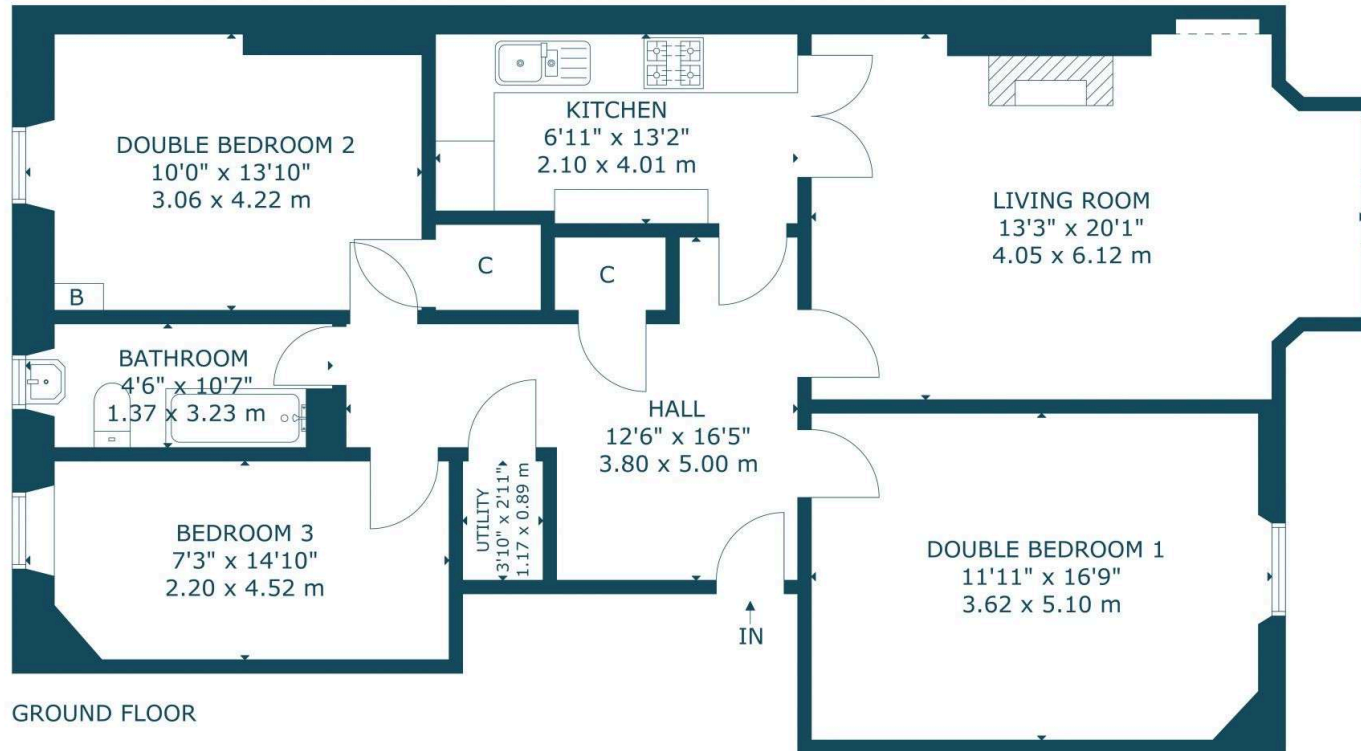 DOUBLE BEDROOM 2
10'0" x 13'10"
3.06 x 4.22 m
B
KITCHEN
6'11" x 13'2"
2.10 x 4.01 m
C
C
LIVING ROOM
13'3" x 20'1"
4.05 x 6.12 m
BATHROOM
4'6" x 10'7"
1.37 x 3.23 m
HALL
12'6" x 16'5"
3.80 x 5.00 m
BEDROOM 3
7'3" x 14'10"
2.20 x 4.52 m
UTILITY
3'10" x 2'11"
1.17 x 0.89 m
DOUBLE BEDROOM 1
11'11" x 16'9"
3.62 x 5.10 m
IN
GROUND FLOOR